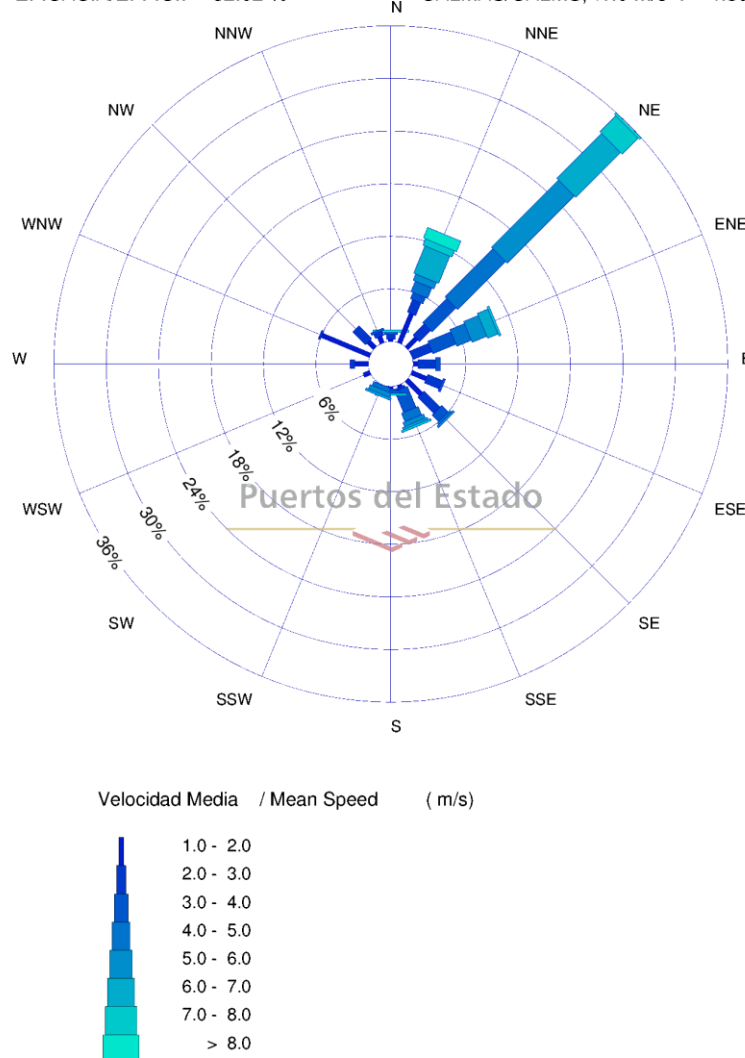 N
NNW
NNE
NW
NE
WNW
ENE
W
E
6%
12%
18%
24%
30%
36%
Puertos del Estado
WSW
ESE
SW
SE
SSW
SSE
S
Velocidad Media / Mean Speed ( m/s)
1.0 - 2.0
2.0 - 3.0
3.0 - 4.0
4.0 - 5.0
5.0 - 6.0
6.0 - 7.0
7.0 - 8.0
> 8.0